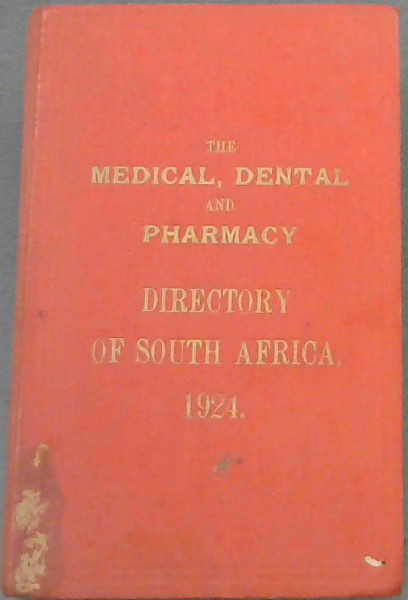 THE
MEDICAL, DENTAL
AND
PHARMACY
DIRECTORY
OF SOUTH AFRICA.
1924.